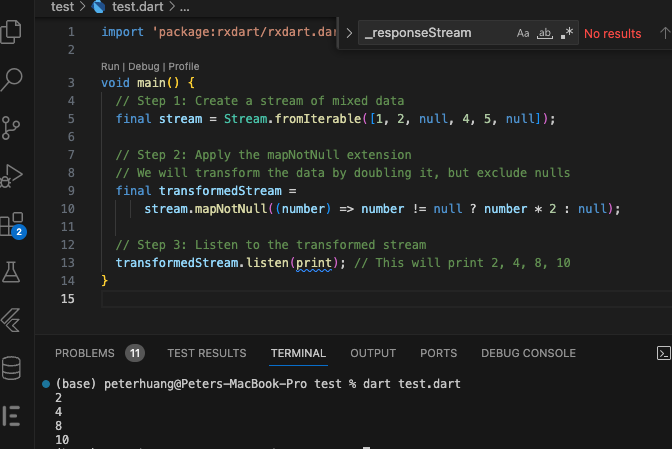 test > test.dart > ...
_responseStream Aa ab .* No results
1 import 'package:rxdart/rxdart.dar
2
Run | Debug | Profile
3 void main() {
4 // Step 1: Create a stream of mixed data
5 final stream = Stream.fromIterable([1, 2, null, 4, 5, null]);
6
7 // Step 2: Apply the mapNotNull extension
8 // We will transform the data by doubling it, but exclude nulls
9 final transformedStream =
10 stream.mapNotNull((number) => number != null ? number * 2 : null);
11
12 // Step 3: Listen to the transformed stream
13 transformedStream.listen(print); // This will print 2, 4, 8, 10
14 }
15
2
PROBLEMS 11 TEST RESULTS TERMINAL OUTPUT PORTS DEBUG CONSOLE
(base) peterhuang@Peters-MacBook-Pro test % dart test.dart
2
4
8
10